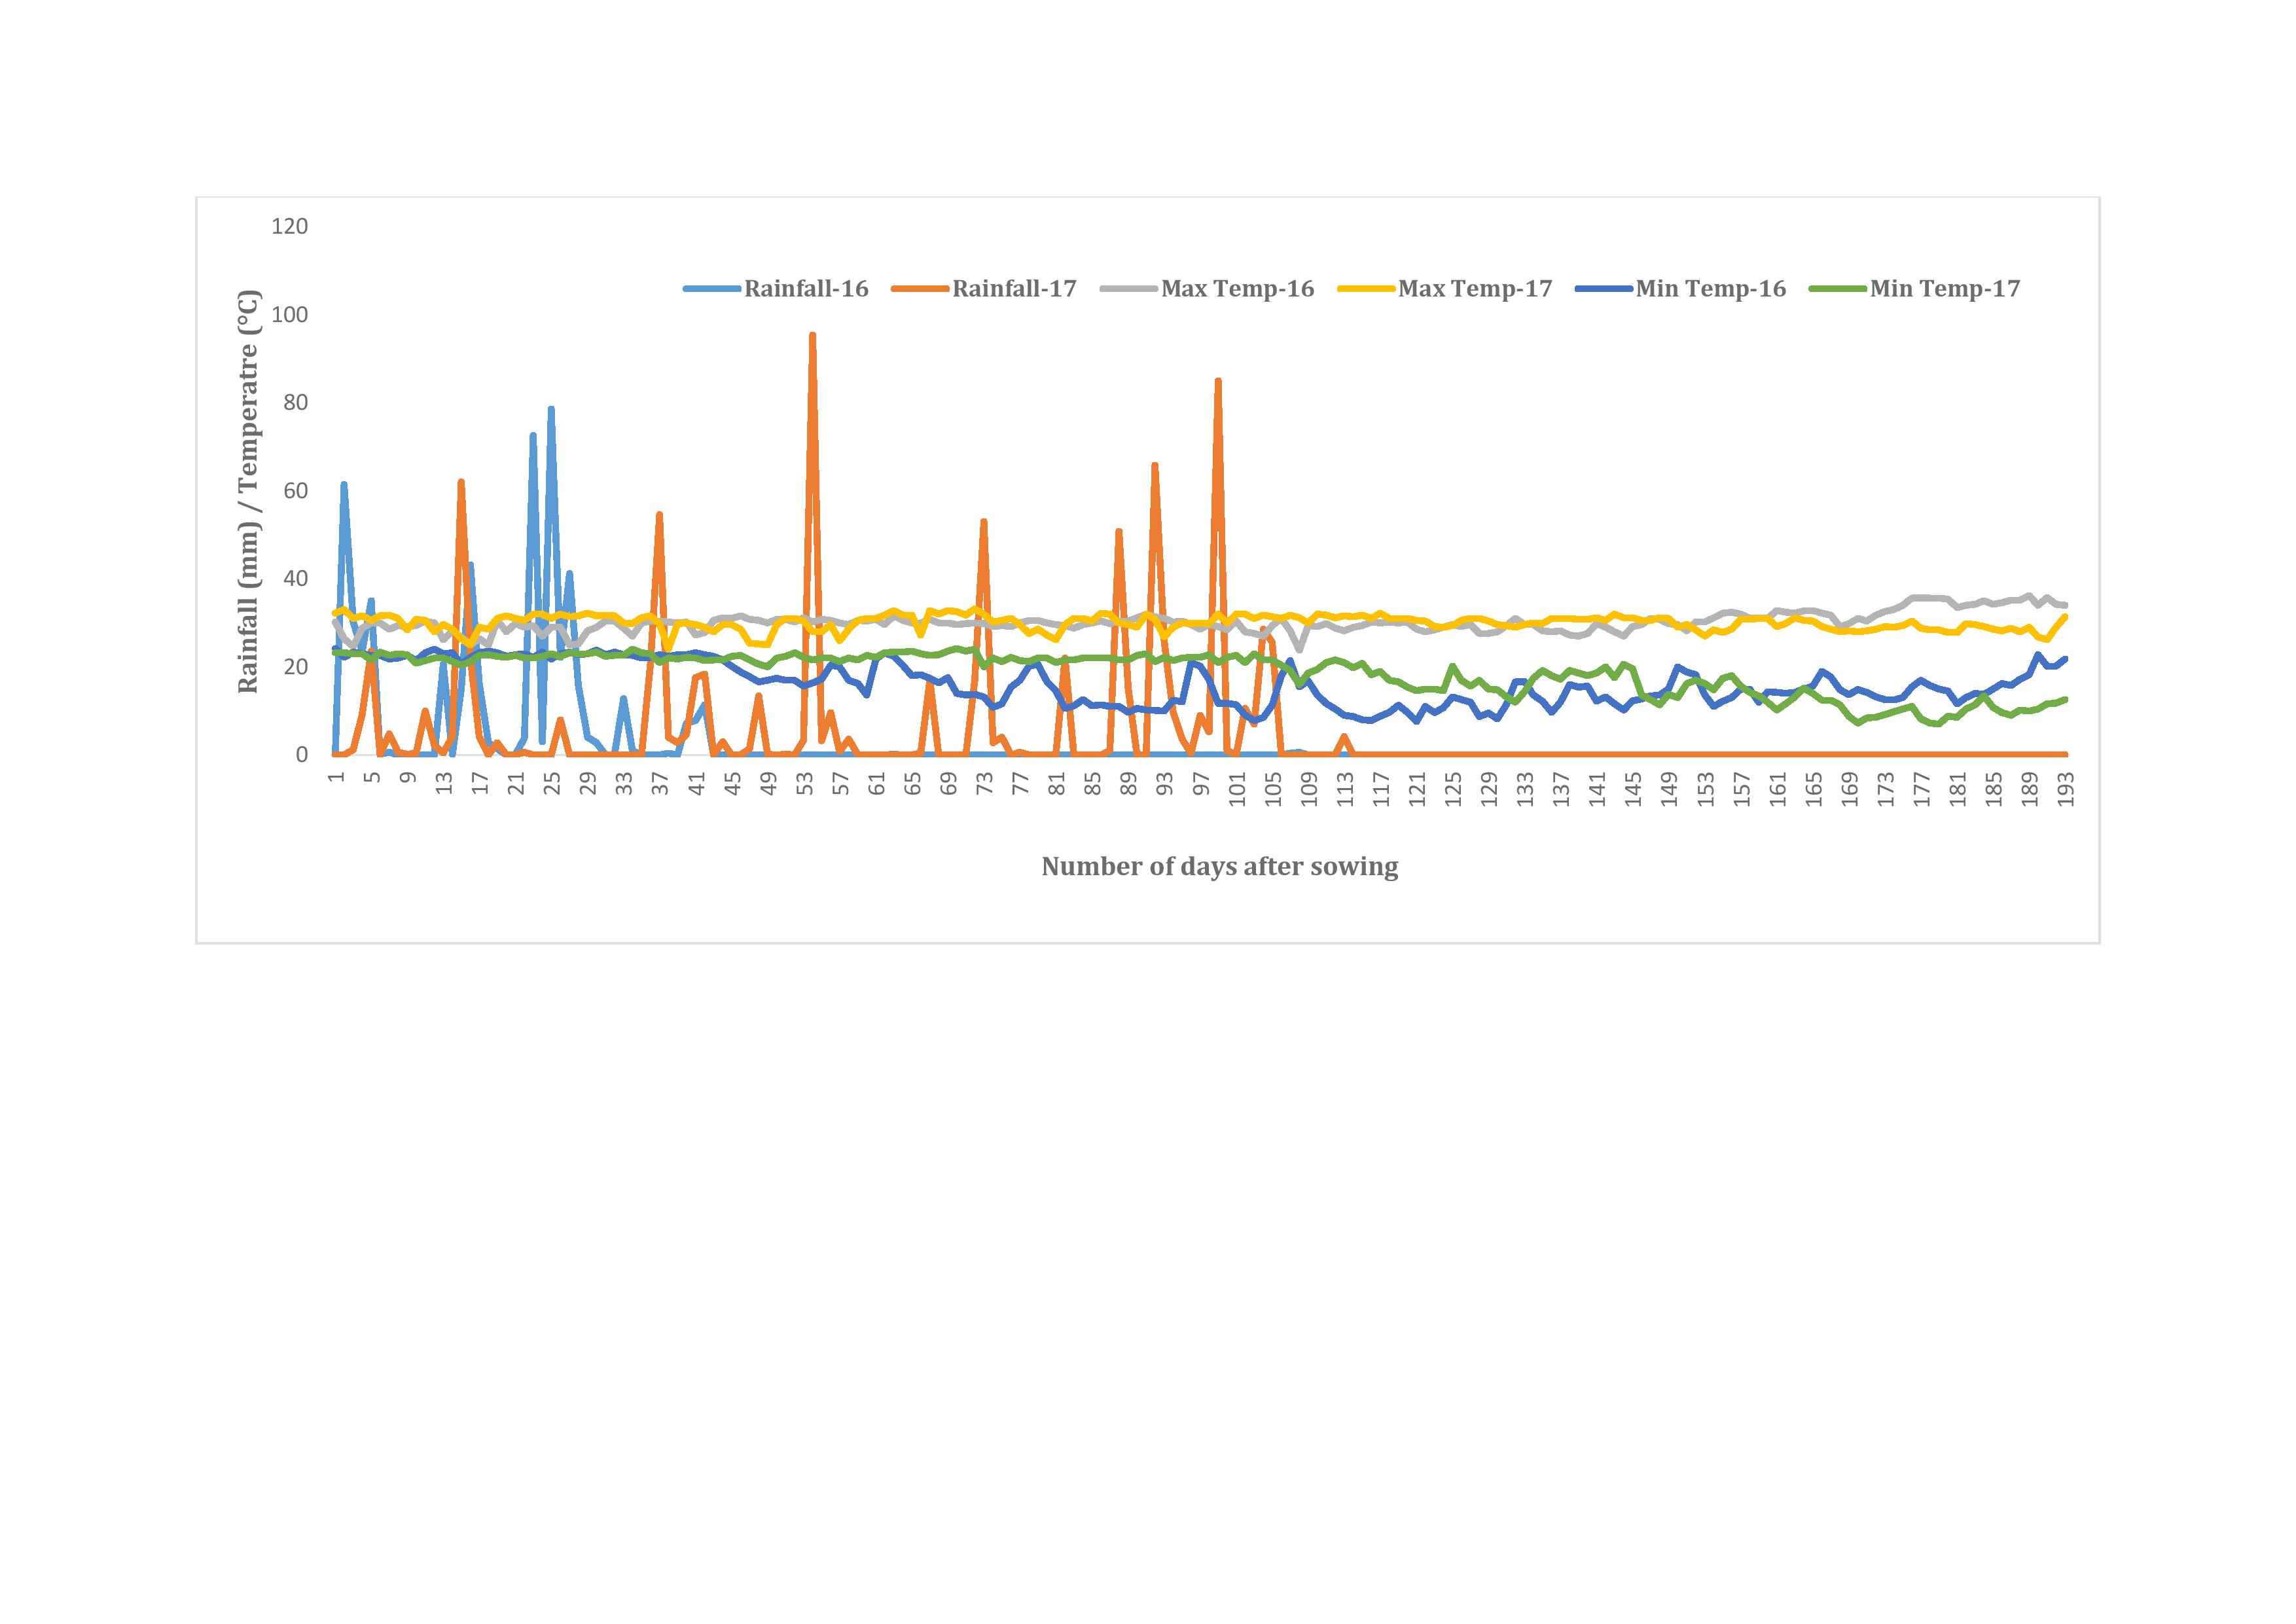 120
Rainfall-16 Rainfall-17 Max Temp-16 Max Temp-17 Min Temp-16 Min Temp-17
Rainfall (mm) / Temperatre (°C)
100
80
60
40
20
0
1 5 9 13 17 21 25 29 33 37 41 45 49 53 57 61 65 69 73 77 81 85 89 93 97 101 105 109 113 117 121 125 129 133 137 141 145 149 153 157 161 165 169 173 177 181 185 189 193
Number of days after sowing